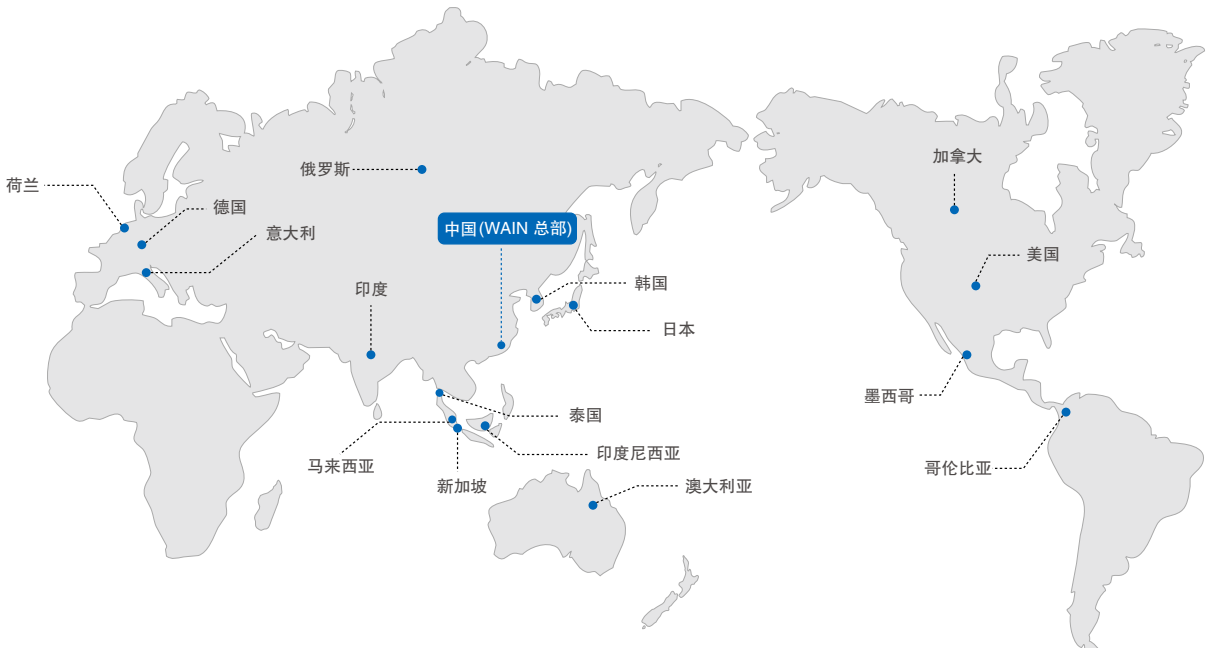 加拿大
俄罗斯
荷兰
德国
中国(WAIN 总部)
意大利
美国
韩国
印度
日本
墨西哥
泰国
印度尼西亚
马来西亚
哥伦比亚
新加坡
澳大利亚